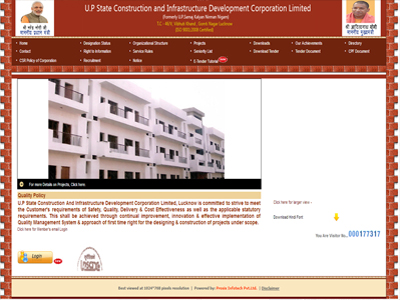 U.P State Construction and Infrastructure Development Corporation Limited
(Formerly U.P.Samaj Kalyan Nirman Nigam)
T.C - 46/V, Vibhuti Khand, Gomti Nagar Lucknow
(ISO 9001:2008 Certified)
श्री नरेन्द्र मोदी जी
माननीय प्रधान मंत्री
श्री आदित्यनाथ योगी
माननीय मुख्यमंत्री
Home
Designation Status
Organizational Structure
Projects
Downloads
Our Achievements
Directory
Contact
Right to Information
Service Rules
Seniority List
Download Tender
Tender Document
CPF Document
CSR Policy of Corporation
Recruitment
Notice
E-Tender Tutorial
For more Details on Projects, Click here.
Quality Policy
U.P State Construction And Infrastructure Development Corporation Limited, Lucknow is committed to strive to meet
the Customer's requirements of Safety, Quality, Delivery & Cost Effectiveness as well as the applicable statutory
requirements. This shall be achieved through continual improvement, innovation & effective implementation of
Quality Management System & approach of first time right for the designing & construction of projects under scope.
Click here for Member's email Login
Click here for larger view -
Download Hindi Font
You Are Visitor No.. 000177317
Login
Best viewed at 1024*768 pixels resolution | Powered by: Premix Infotech Pvt.Ltd. | Disclaimer